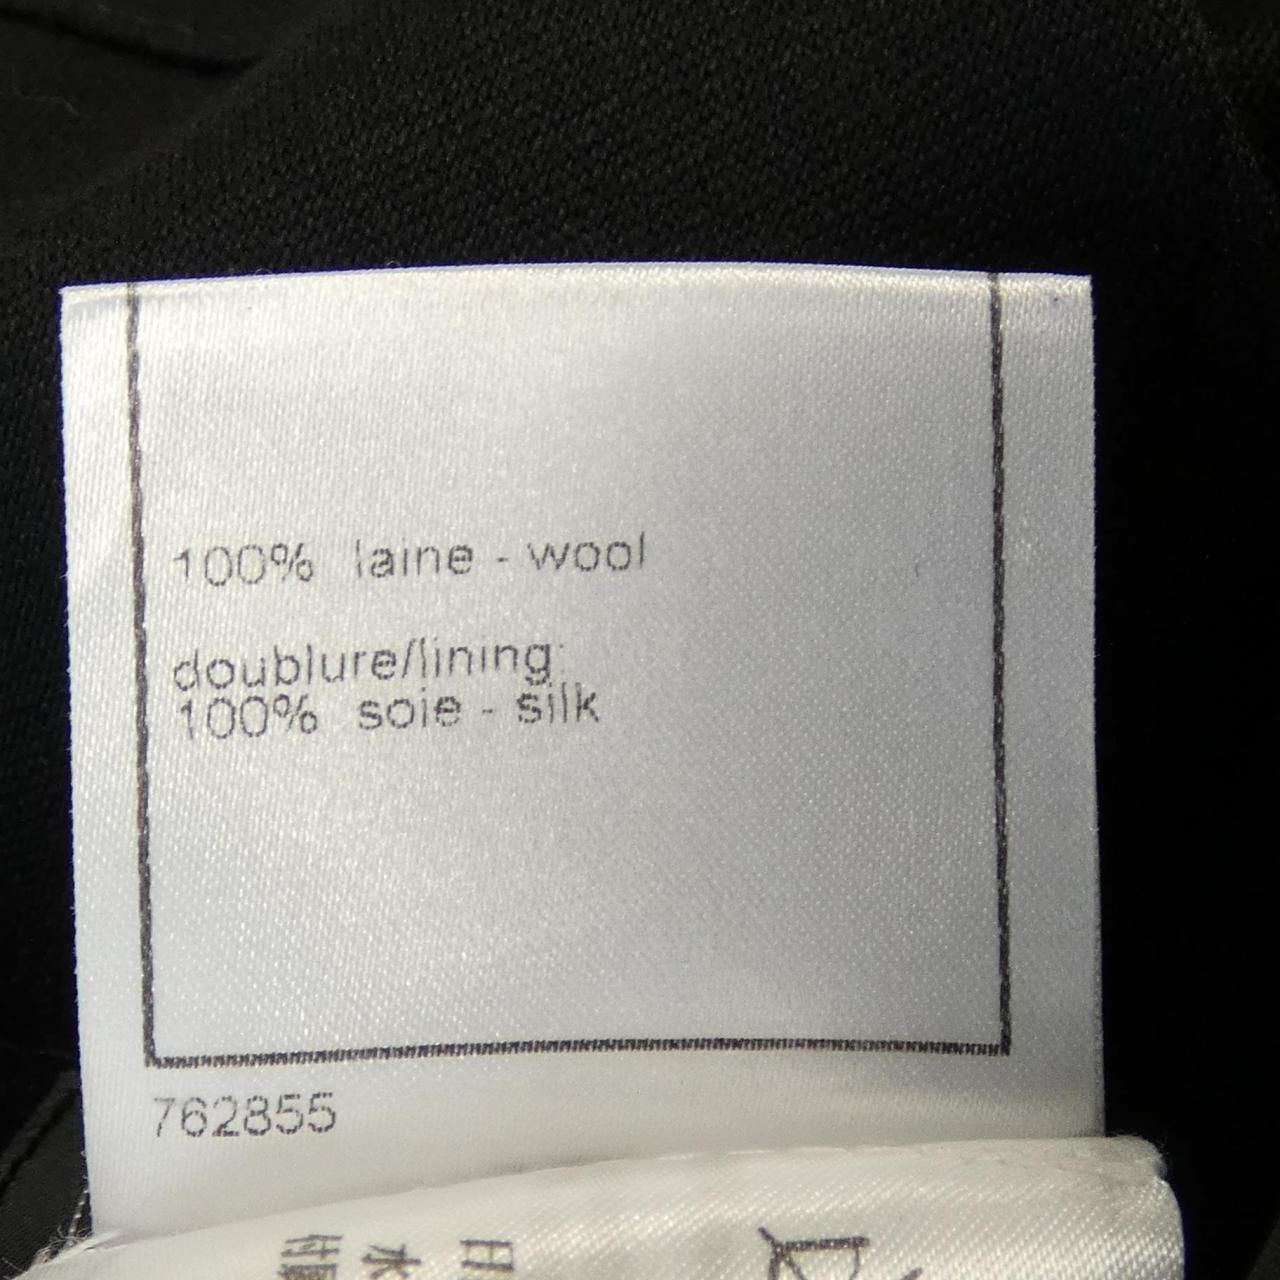 100% laine - wool
doublure/lining:
100% soie - silk
762855